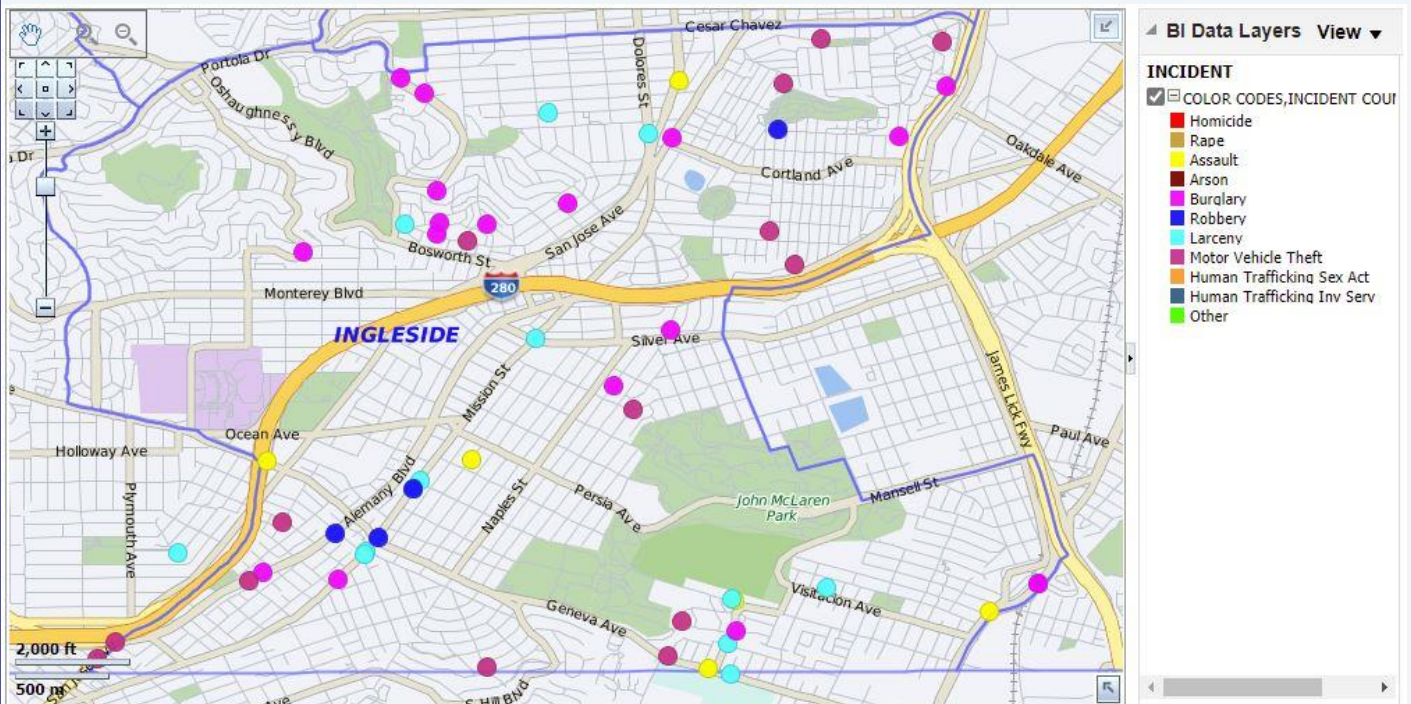 Cesar Chavez
Portola Dr
Dolores St
Oshaughnessy Blvd
Oakdale Ave
Dr
Cortland Ave
San Jose Ave
Bosworth St
280
Monterey Blvd
INGLESIDE
Silver Ave
James Lick Fwy
Mission St
Ocean Ave
Holloway Ave
Paul Ave
Alemany Blvd
Plymouth Ave
Naples St
Persia Ave
John McLaren
Park
Mansell St
Visitacion Ave
Geneva Ave
2,000 ft
500 m
Hill Blvd
BI Data Layers View
INCIDENT
COLOR CODES,INCIDENT COUN
Homicide
Rape
Assault
Arson
Burglary
Robbery
Larceny
Motor Vehicle Theft
Human Trafficking Sex Act
Human Trafficking Inv Serv
Other